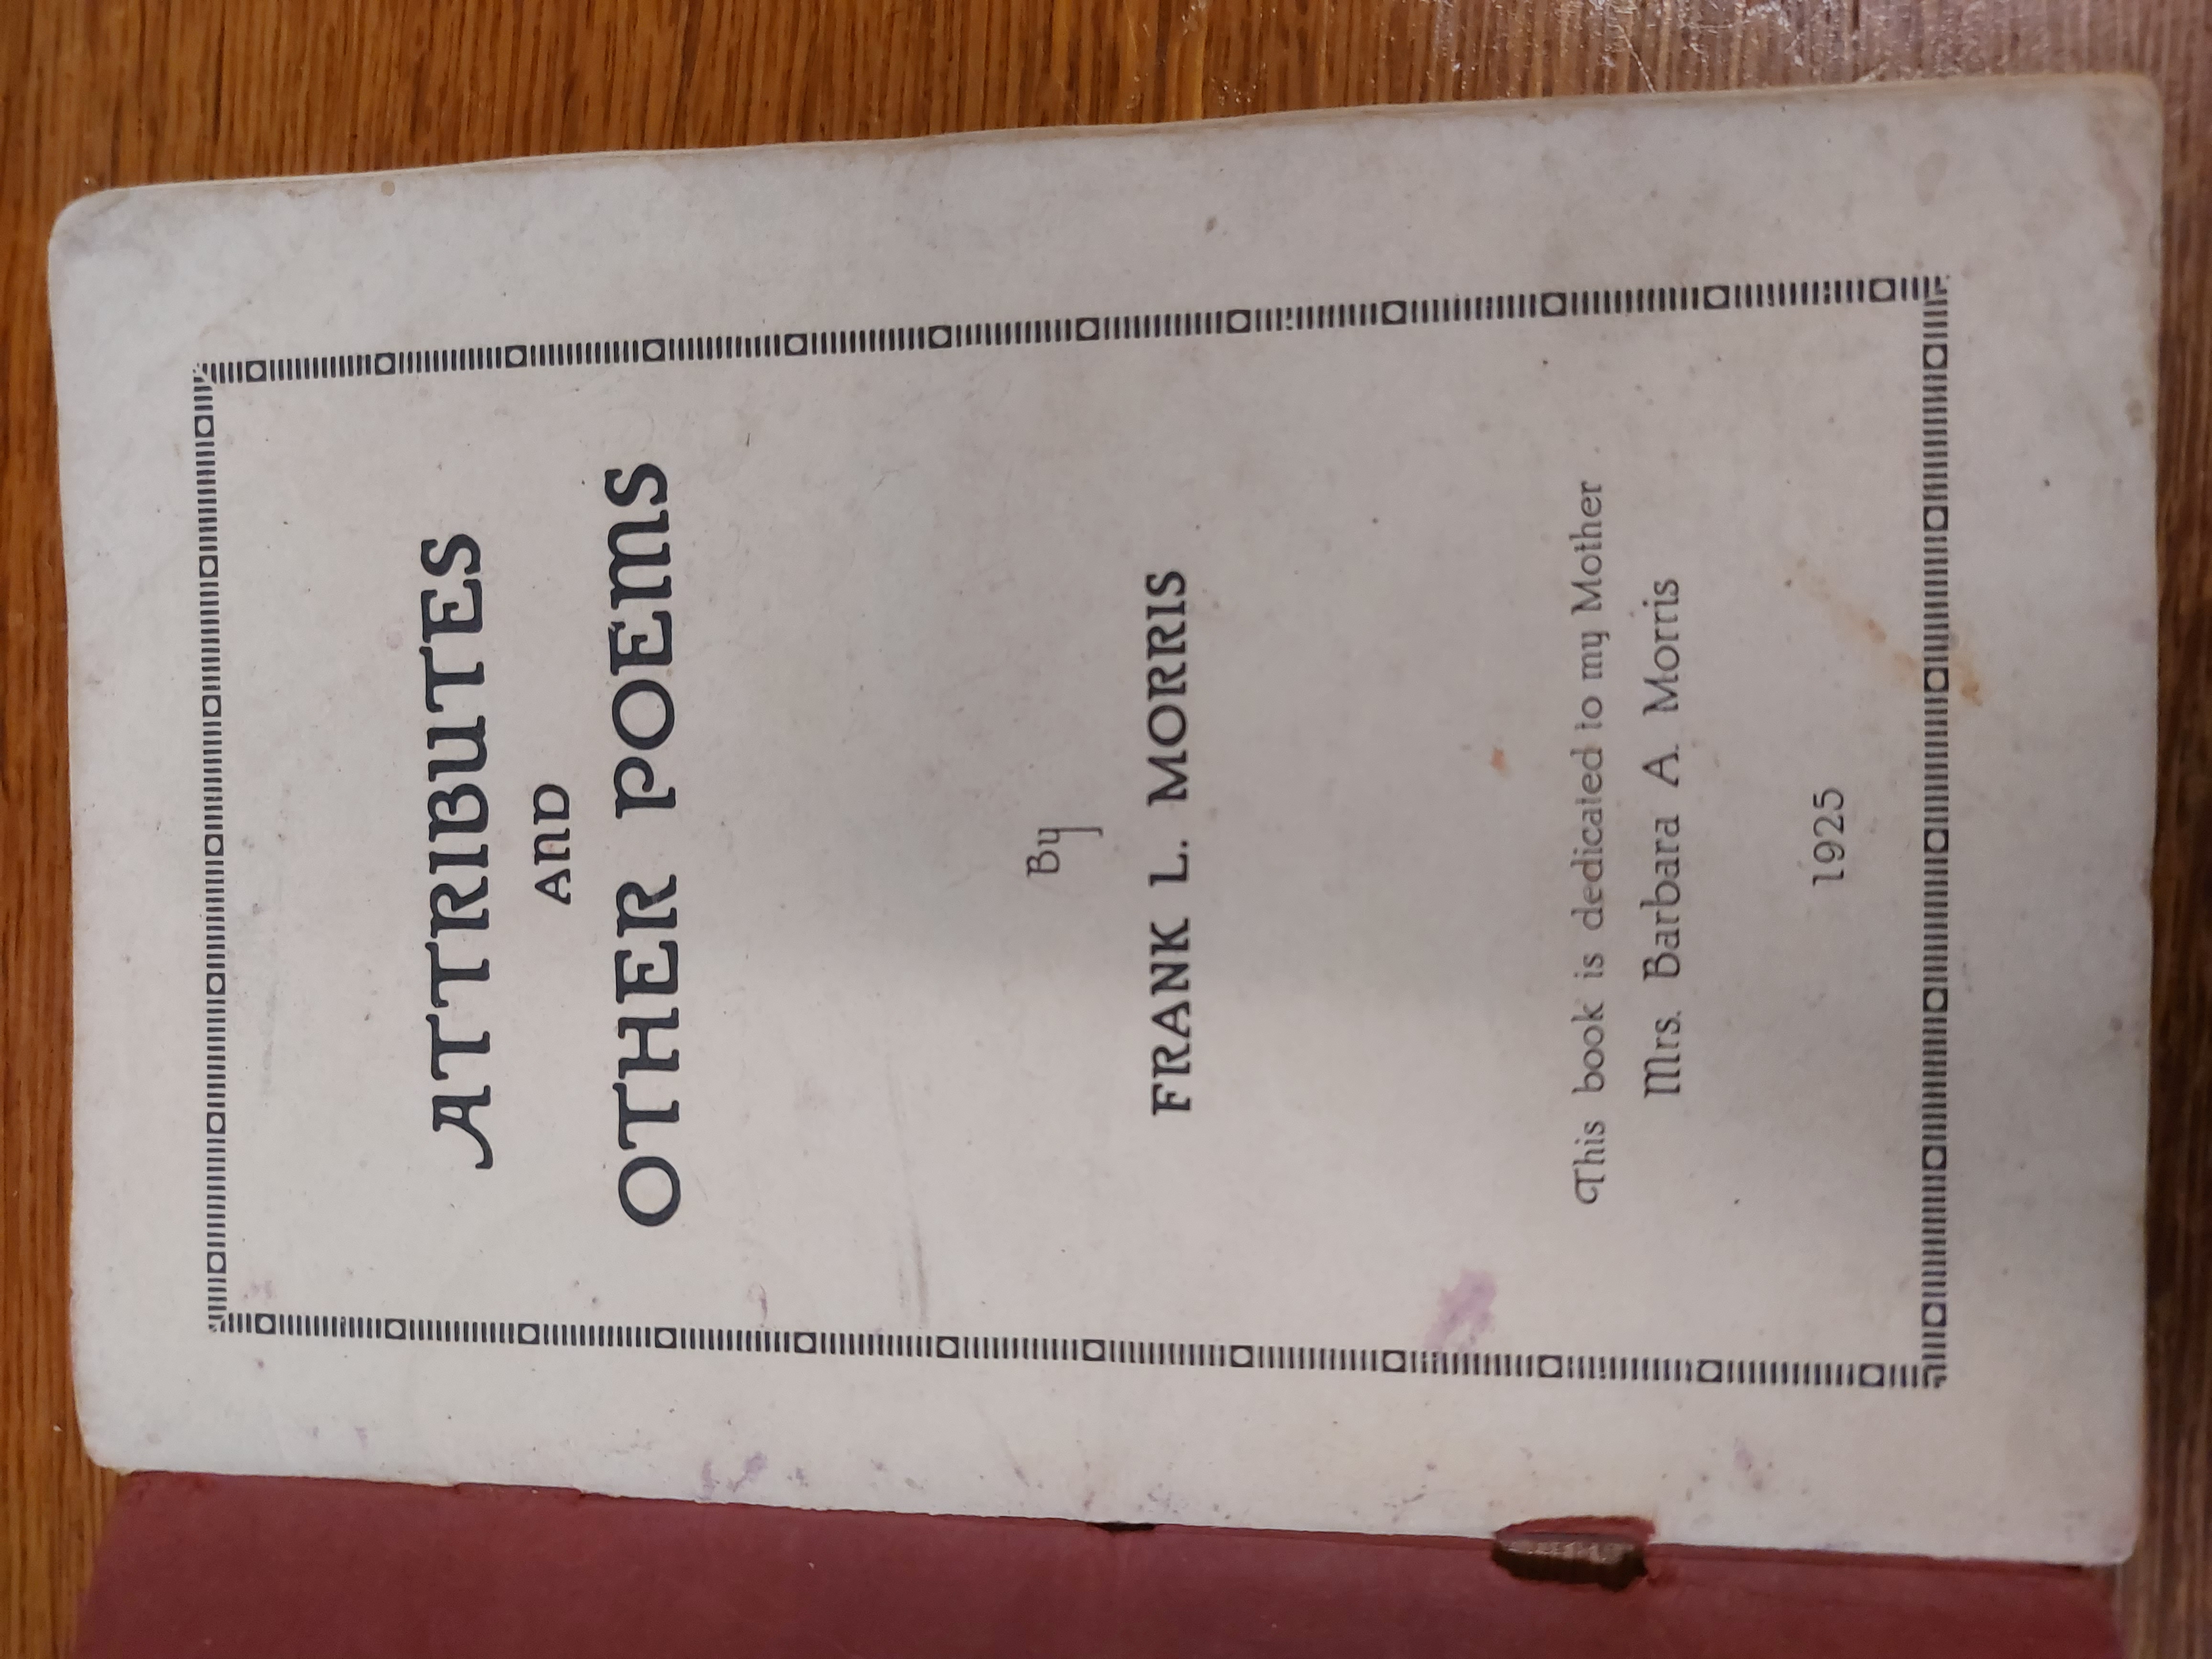 ATTRIBUTES
AND
OTHER POEMS
By
FRANK L. MORRIS
This book is dedicated to my Mother
Mrs. Barbara A. Morris
1925